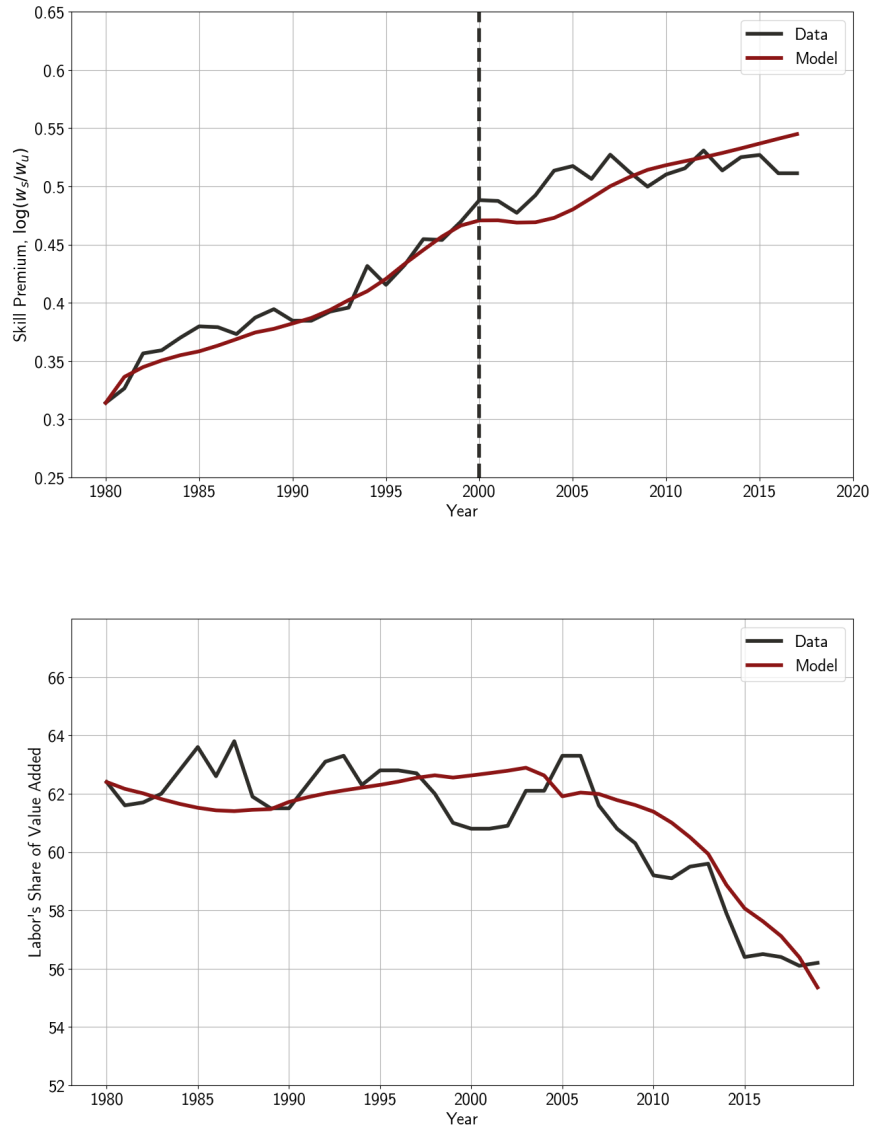 0.65
0.6
0.55
0.5
0.45
0.4
0.35
0.3
0.25
Skill Premium, log(w_s/w_u)
Data
Model
1980 1985 1990 1995 2000 2005 2010 2015 2020
Year
66
64
62
60
58
56
54
52
Labor's Share of Value Added
Data
Model
1980 1985 1990 1995 2000 2005 2010 2015
Year